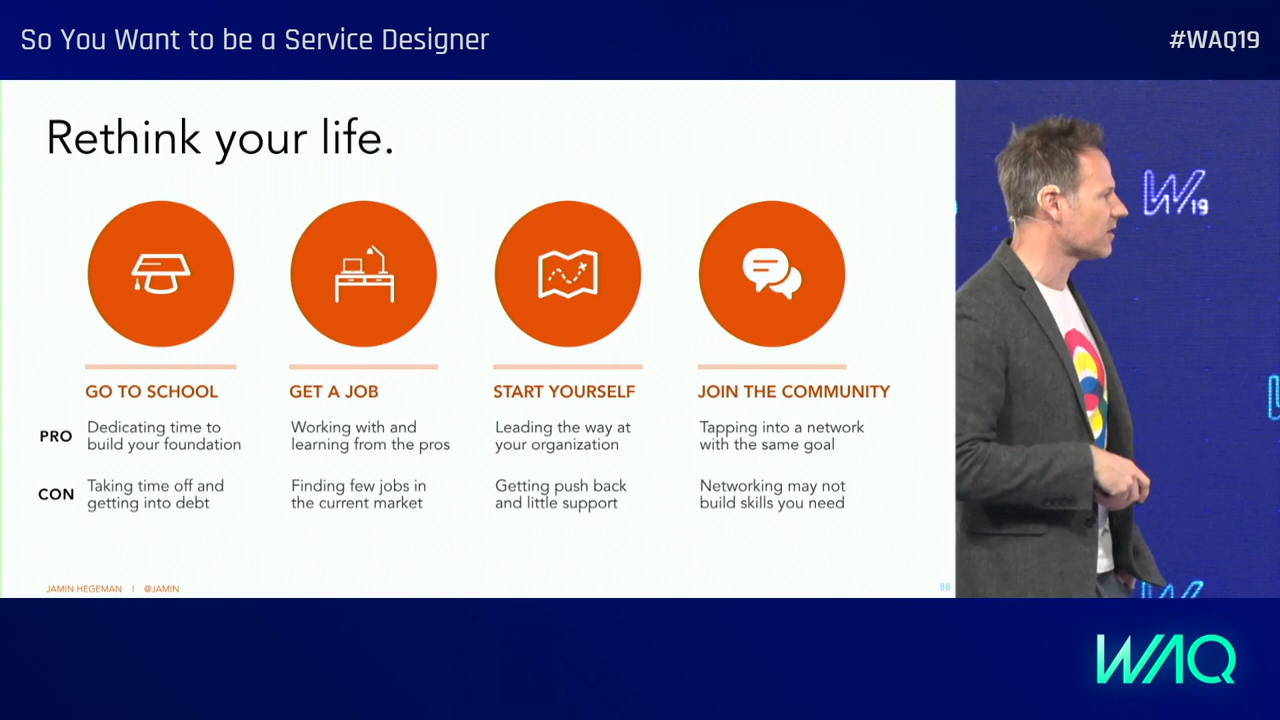 So You Want to be a Service Designer
#WAQ19
Rethink your life.
W19
GO TO SCHOOL
GET A JOB
START YOURSELF
JOIN THE COMMUNITY
PRO
Dedicating time to
build your foundation
Working with and
learning from the pros
Leading the way at
your organization
Tapping into a network
with the same goal
CON
Taking time off and
getting into debt
Finding few jobs in
the current market
Getting push back
and little support
Networking may not
build skills you need
JAMIN HEGEMAN | @JAMIN
WAQ